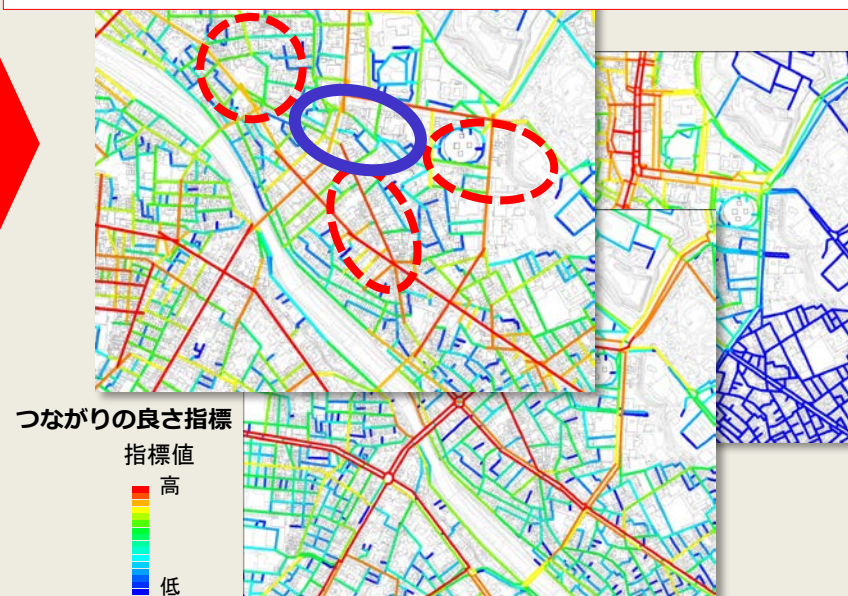 つながりの良さ指標
指標値
高
低